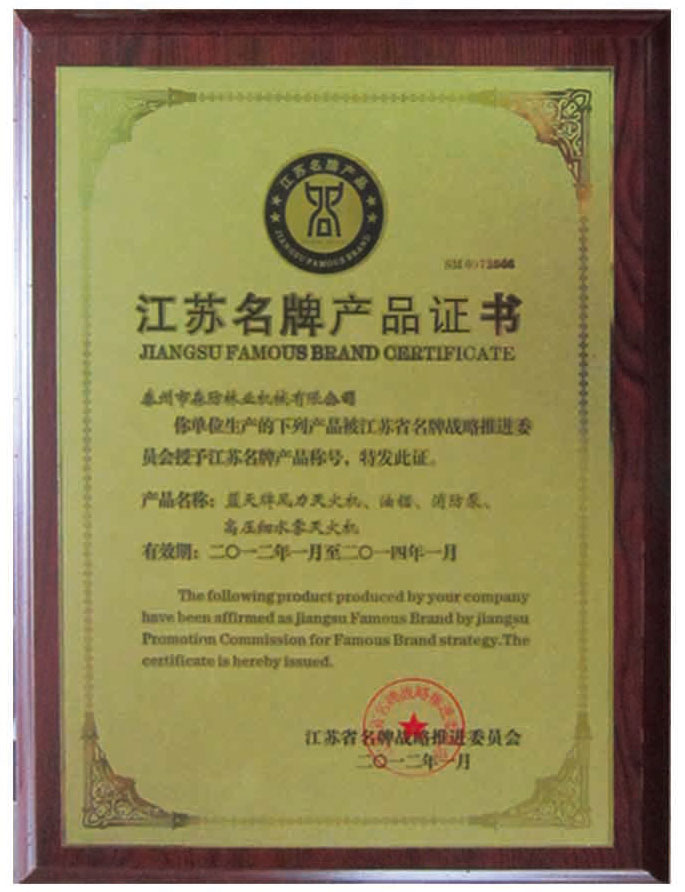 江苏名牌产品
JIANGSU FAMOUS BRAND
江苏名牌产品证书
JIANGSU FAMOUS BRAND CERTIFICATE
泰州市森防林业机械有限公司
你单位生产的下列产品被江苏省名牌战略推进委
员会授予江苏名牌产品称号，特发此证。
产品名称：蓝天牌风力灭火机、油锯、消防泵、
高压细水雾灭火机
有效期：二〇一二年一月至二〇一四年一月
The following product produced by your company
have been affirmed as Jiangsu Famous Brand by jiangsu
Promotion Commission for Famous Brand strategy.The
certificate is hereby issued.
江苏省名牌战略推进委员会
二〇一二年一月